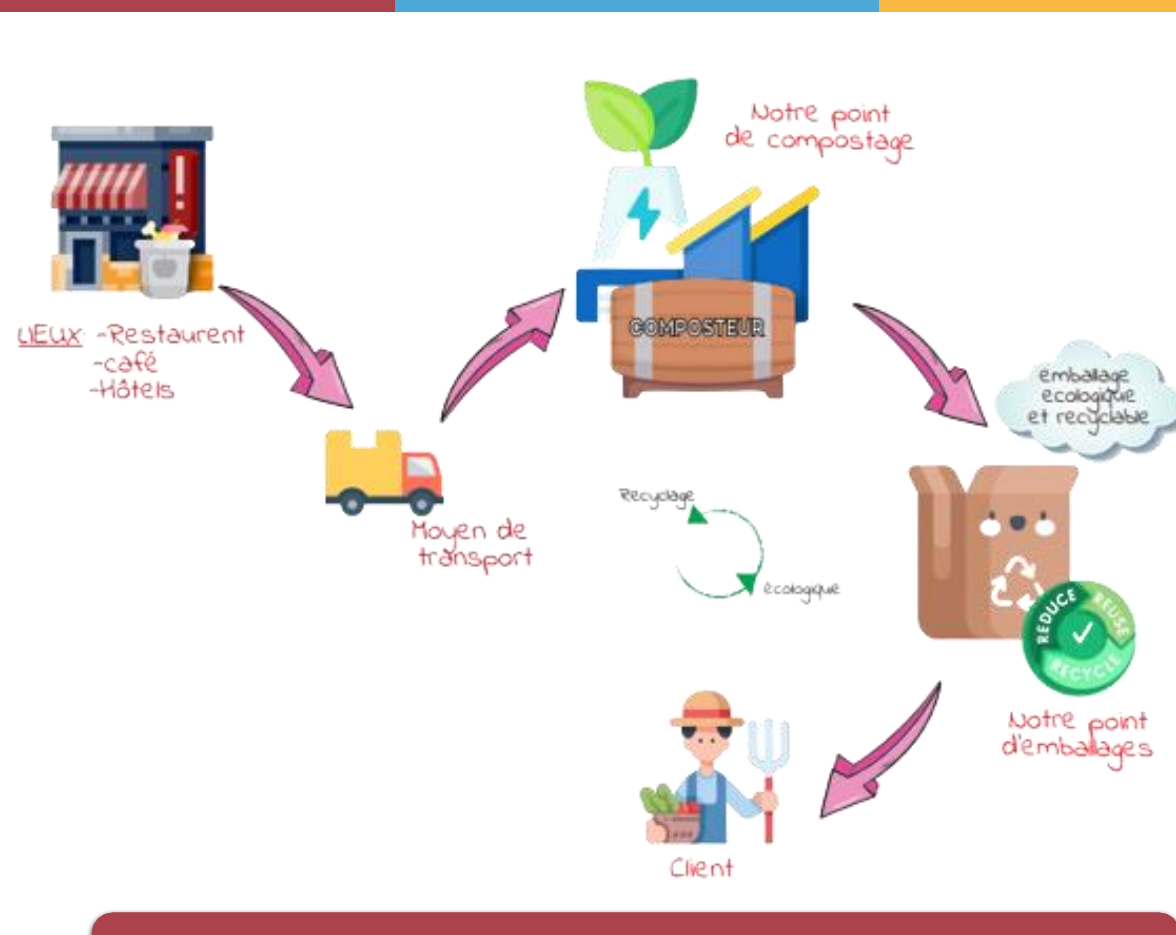 Notre point
de compostage
COMPOSTEUR
LIEUX: -Restaurent
-café
-Hôtels
emballage
ecologique
et recyclable
Moyen de
transport
Recyclage
écologique
REDUCE
REUSE
RECYCLE
Notre point
d'emballages
Client